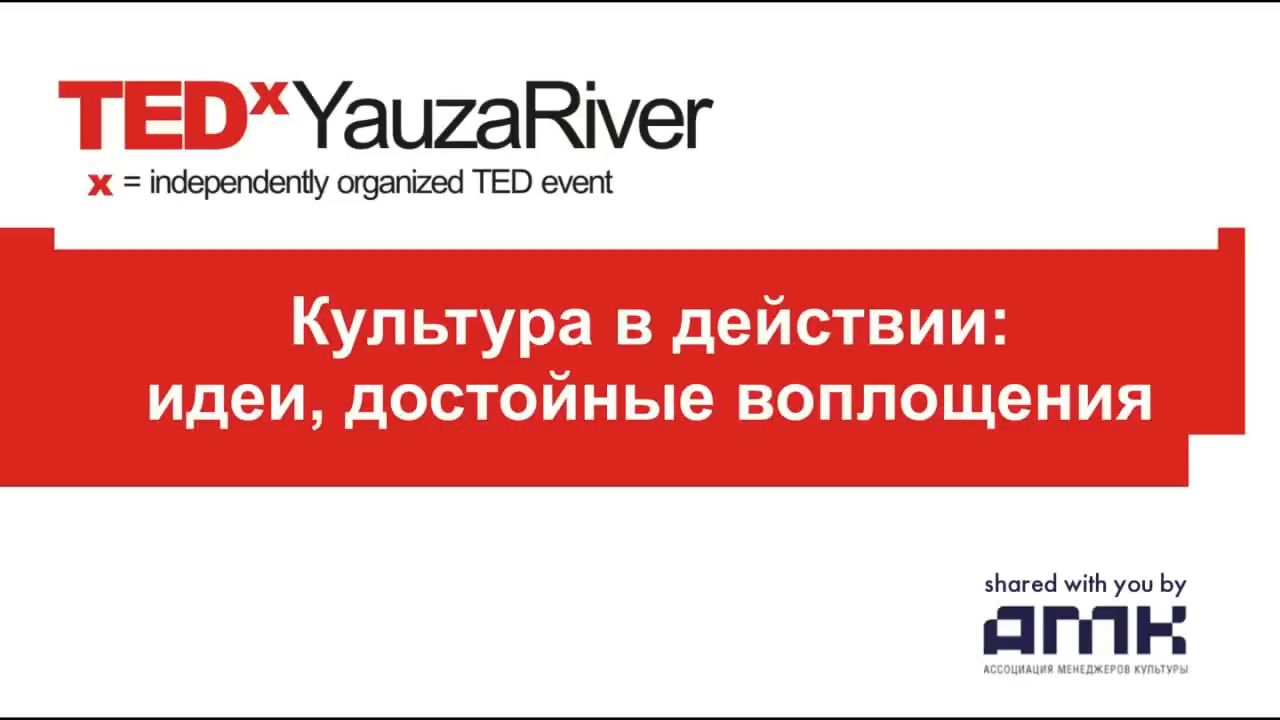 TEDxYauzaRiver
x = independently organized TED event
Культура в действии:
идеи, достойные воплощения
shared with you by
АМК
АССОЦИАЦИЯ МЕНЕДЖЕРОВ КУЛЬТУРЫ